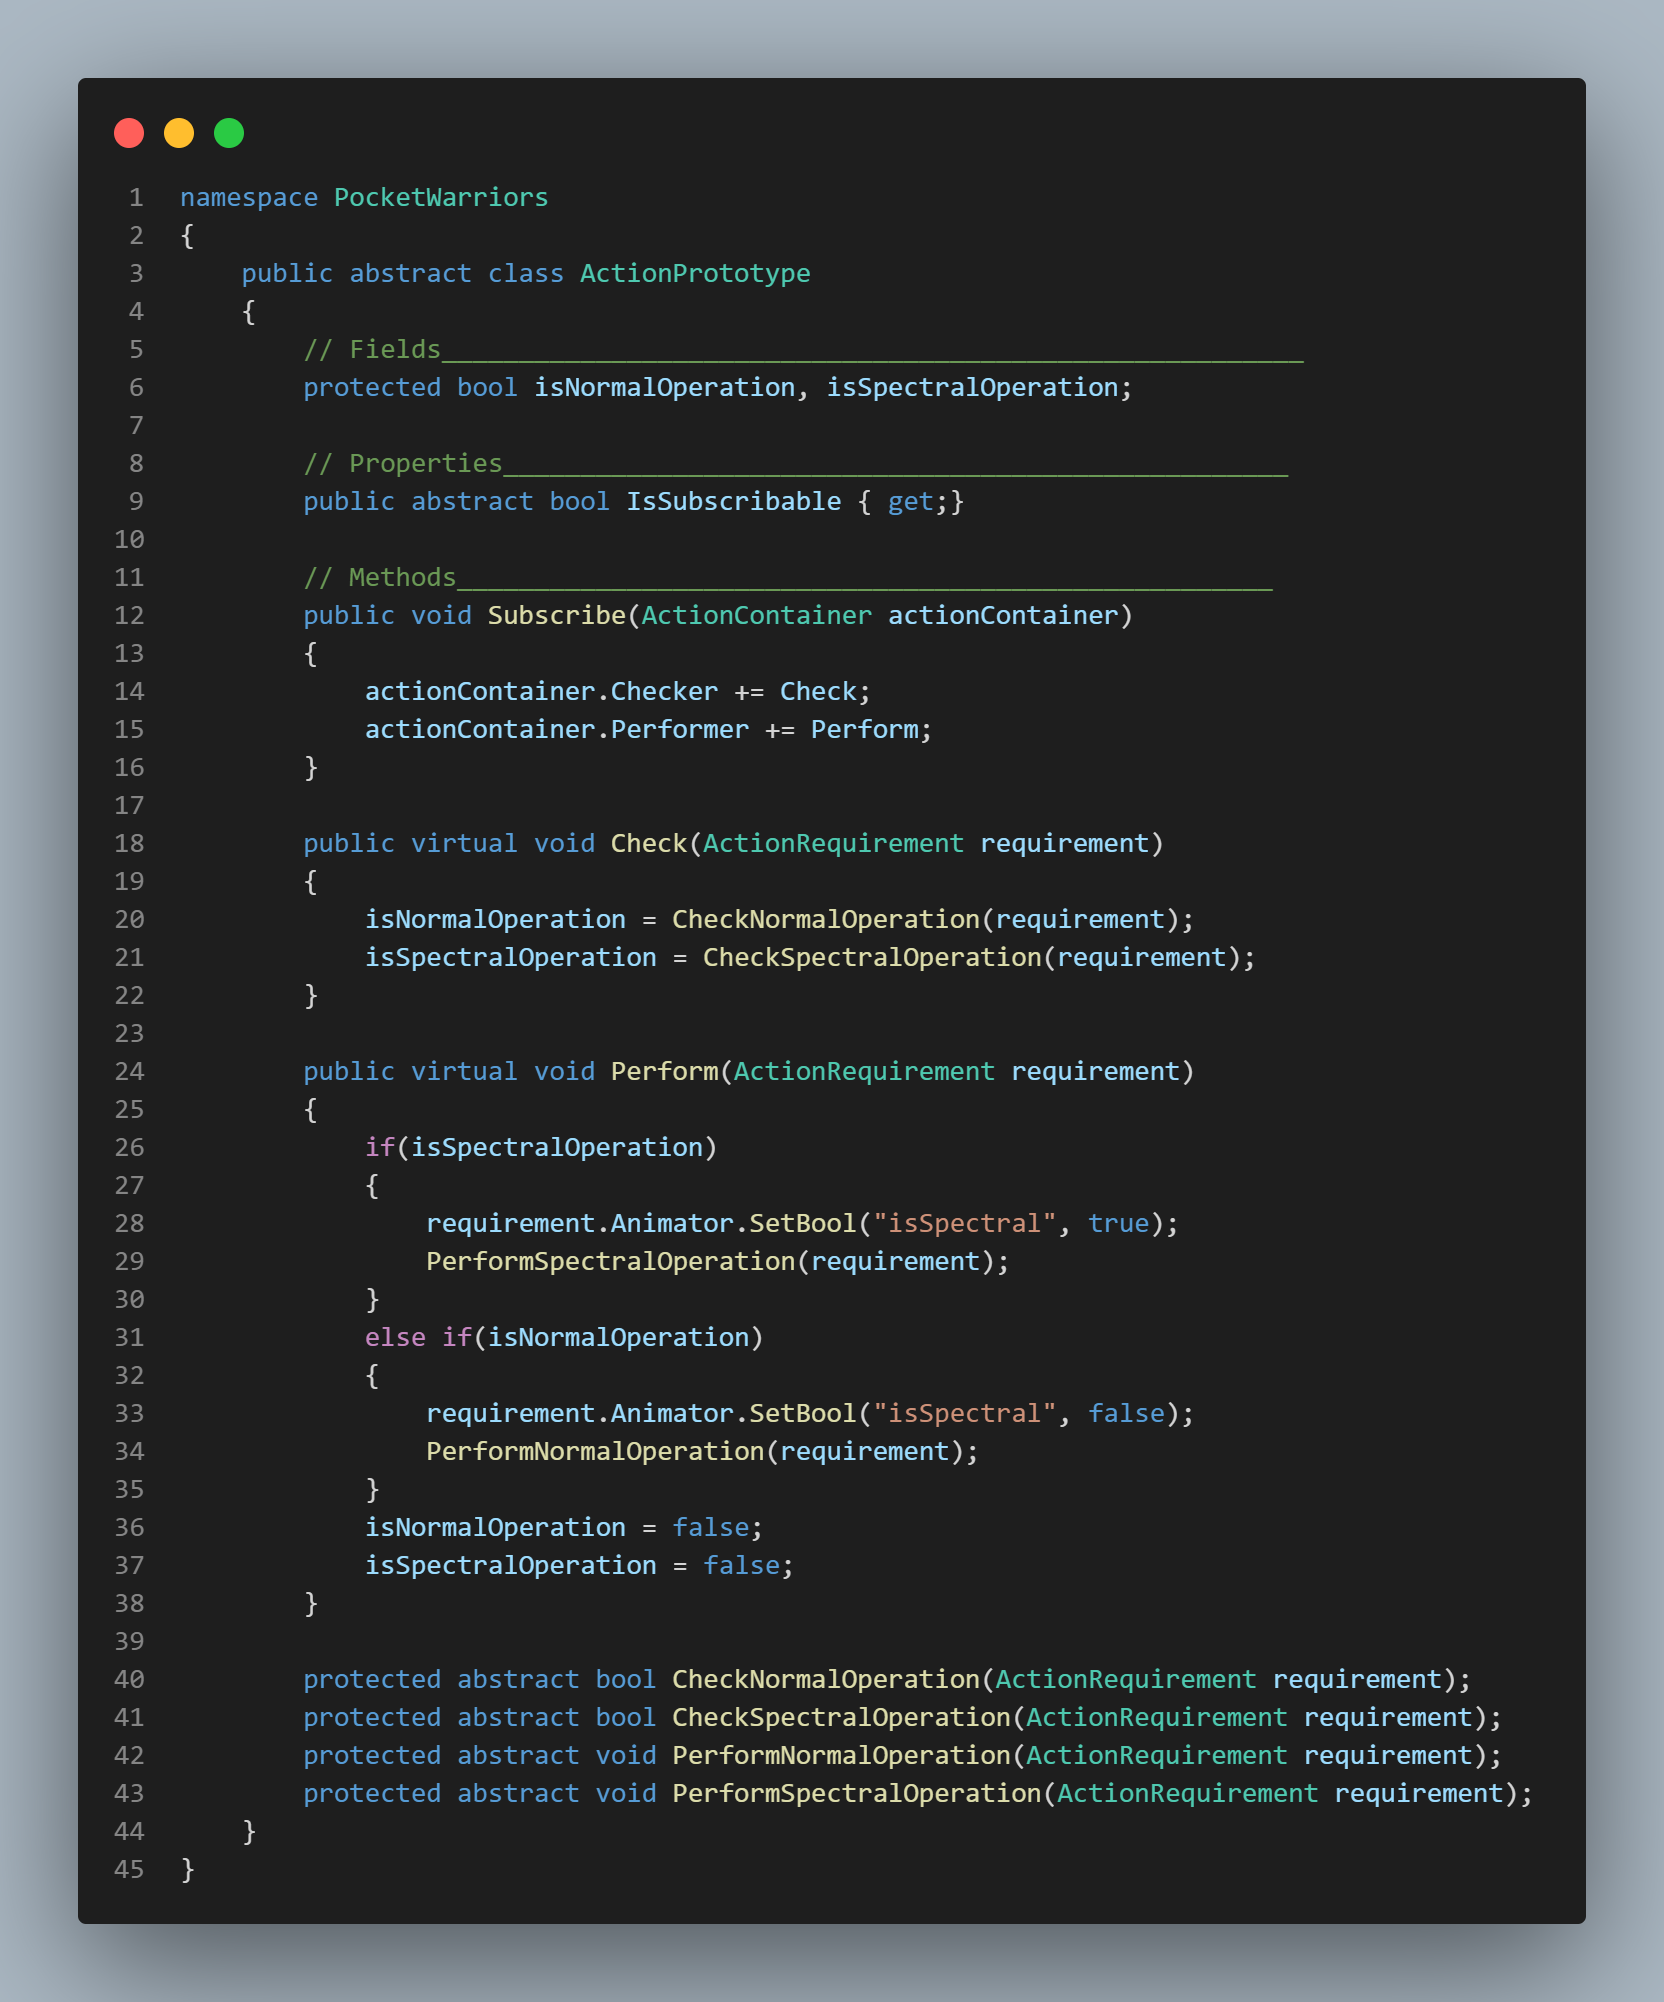 1 namespace PocketWarriors
2 {
3     public abstract class ActionPrototype
4     {
5         // Fields________________________________________________________
6         protected bool isNormalOperation, isSpectralOperation;
7
8         // Properties___________________________________________________
9         public abstract bool IsSubscribable { get;}
10
11         // Methods_____________________________________________________
12         public void Subscribe(ActionContainer actionContainer)
13         {
14             actionContainer.Checker += Check;
15             actionContainer.Performer += Perform;
16         }
17
18         public virtual void Check(ActionRequirement requirement)
19         {
20             isNormalOperation = CheckNormalOperation(requirement);
21             isSpectralOperation = CheckSpectralOperation(requirement);
22         }
23
24         public virtual void Perform(ActionRequirement requirement)
25         {
26             if(isSpectralOperation)
27             {
28                 requirement.Animator.SetBool("isSpectral", true);
29                 PerformSpectralOperation(requirement);
30             }
31             else if(isNormalOperation)
32             {
33                 requirement.Animator.SetBool("isSpectral", false);
34                 PerformNormalOperation(requirement);
35             }
36             isNormalOperation = false;
37             isSpectralOperation = false;
38         }
39
40         protected abstract bool CheckNormalOperation(ActionRequirement requirement);
41         protected abstract bool CheckSpectralOperation(ActionRequirement requirement);
42         protected abstract void PerformNormalOperation(ActionRequirement requirement);
43         protected abstract void PerformSpectralOperation(ActionRequirement requirement);
44     }
45 }